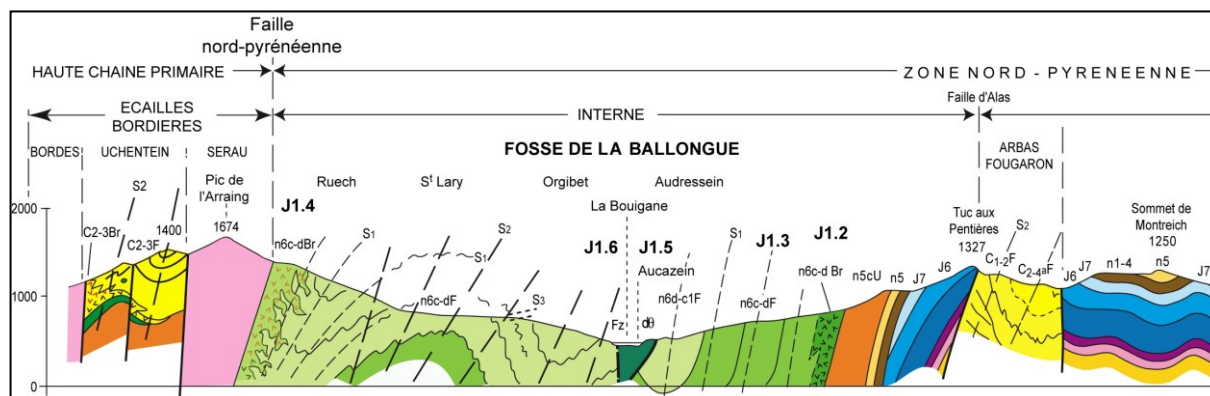 Faille
nord-pyrénéenne
HAUTE CHAINE PRIMAIRE
ZONE NORD - PYRENEENNE
ECAILLES
BORDIERES
INTERNE
Faille d'Alas
BORDES
UCHENTEIN
SERAU
FOSSE DE LA BALLONGUE
ARBAS
FOUGARON
S2
Pic de
l'Arraing
Ruech
St Lary
Orgibet
Audressein
La Bouigane
Tuc aux
Pentières
1327
Sommet de
Montreich
1250
2000
C2-3Br
C2-3F
1400
1674
J1.4
n6c-dBr
S1
S1
S2
J1.6
J1.5
Aucazein
S1
J1.3
J1.2
n6c-d Br
n5cU
n5
J7
J6
C1-2F
S2
C2-4aF
J6
J7
n1-4
n5
J7
1000
n6c-dF
S3
Fz
n6d-c1F
n6c-dF
0